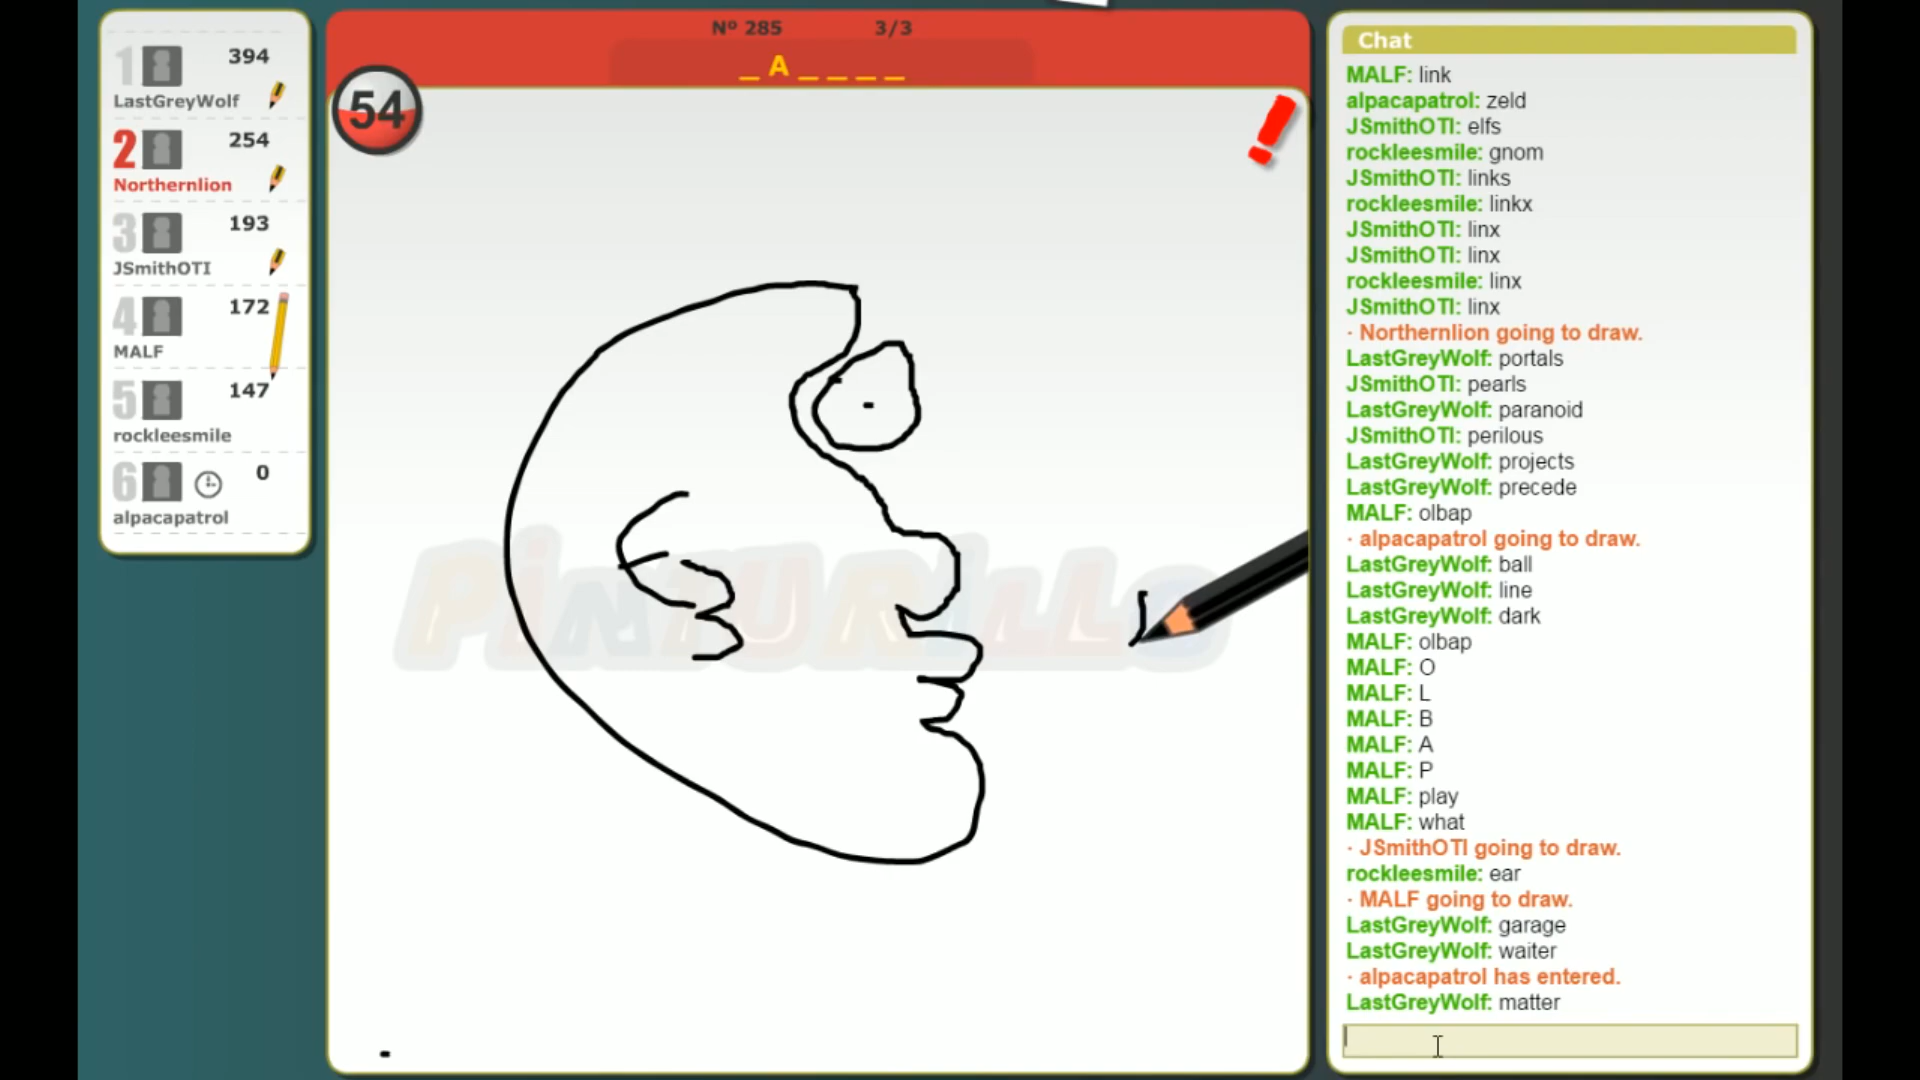 Nº 285 3/3
_ A _ _ _ _
54
1 394
LastGreyWolf
2 254
Northernlion
3 193
JSmithOTI
4 172
MALF
5 147
rockleesmile
6 0
alpacapatrol
PINTURILLO
Chat
MALF: link
alpacapatrol: zeld
JSmithOTI: elfs
rockleesmile: gnom
JSmithOTI: links
rockleesmile: linkx
JSmithOTI: linx
JSmithOTI: linx
rockleesmile: linx
JSmithOTI: linx
· Northernlion going to draw.
LastGreyWolf: portals
JSmithOTI: pearls
LastGreyWolf: paranoid
JSmithOTI: perilous
LastGreyWolf: projects
LastGreyWolf: precede
MALF: olbap
· alpacapatrol going to draw.
LastGreyWolf: ball
LastGreyWolf: line
LastGreyWolf: dark
MALF: olbap
MALF: O
MALF: L
MALF: B
MALF: A
MALF: P
MALF: play
MALF: what
· JSmithOTI going to draw.
rockleesmile: ear
· MALF going to draw.
LastGreyWolf: garage
LastGreyWolf: waiter
· alpacapatrol has entered.
LastGreyWolf: matter